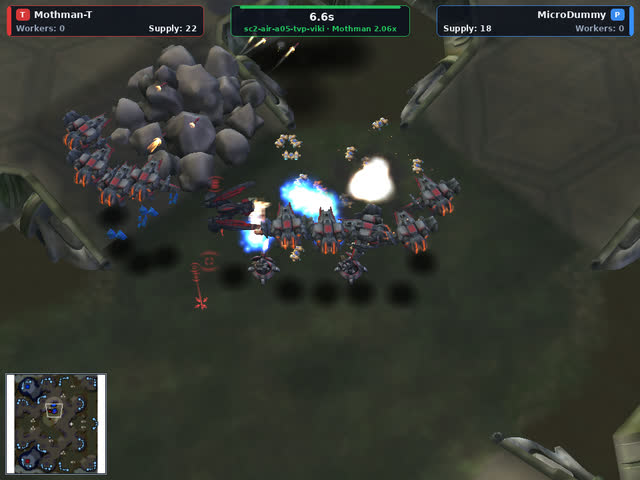 T Mothman-T
Workers: 0 Supply: 22
6.6s
sc2-air-a05-tvp-viki · Mothman 2.06x
MicroDummy P
Supply: 18 Workers: 0